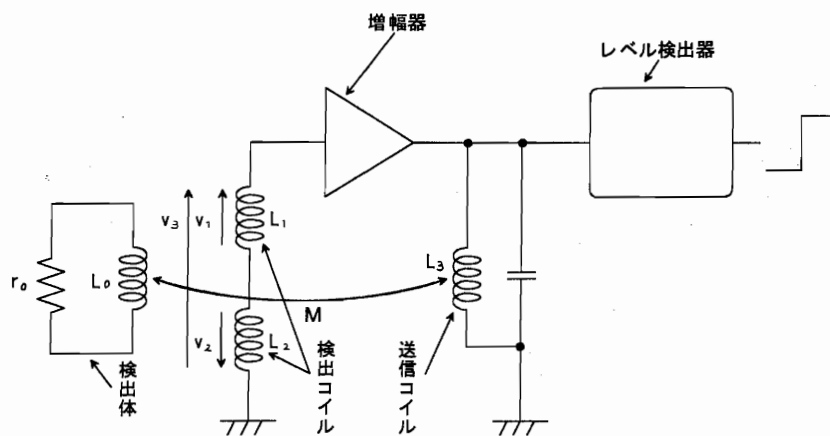 増幅器
レベル検出器
v₃
v₁
L₁
r₀
L₀
L₃
M
v₂
L₂
検出体
検出コイル
送信コイル